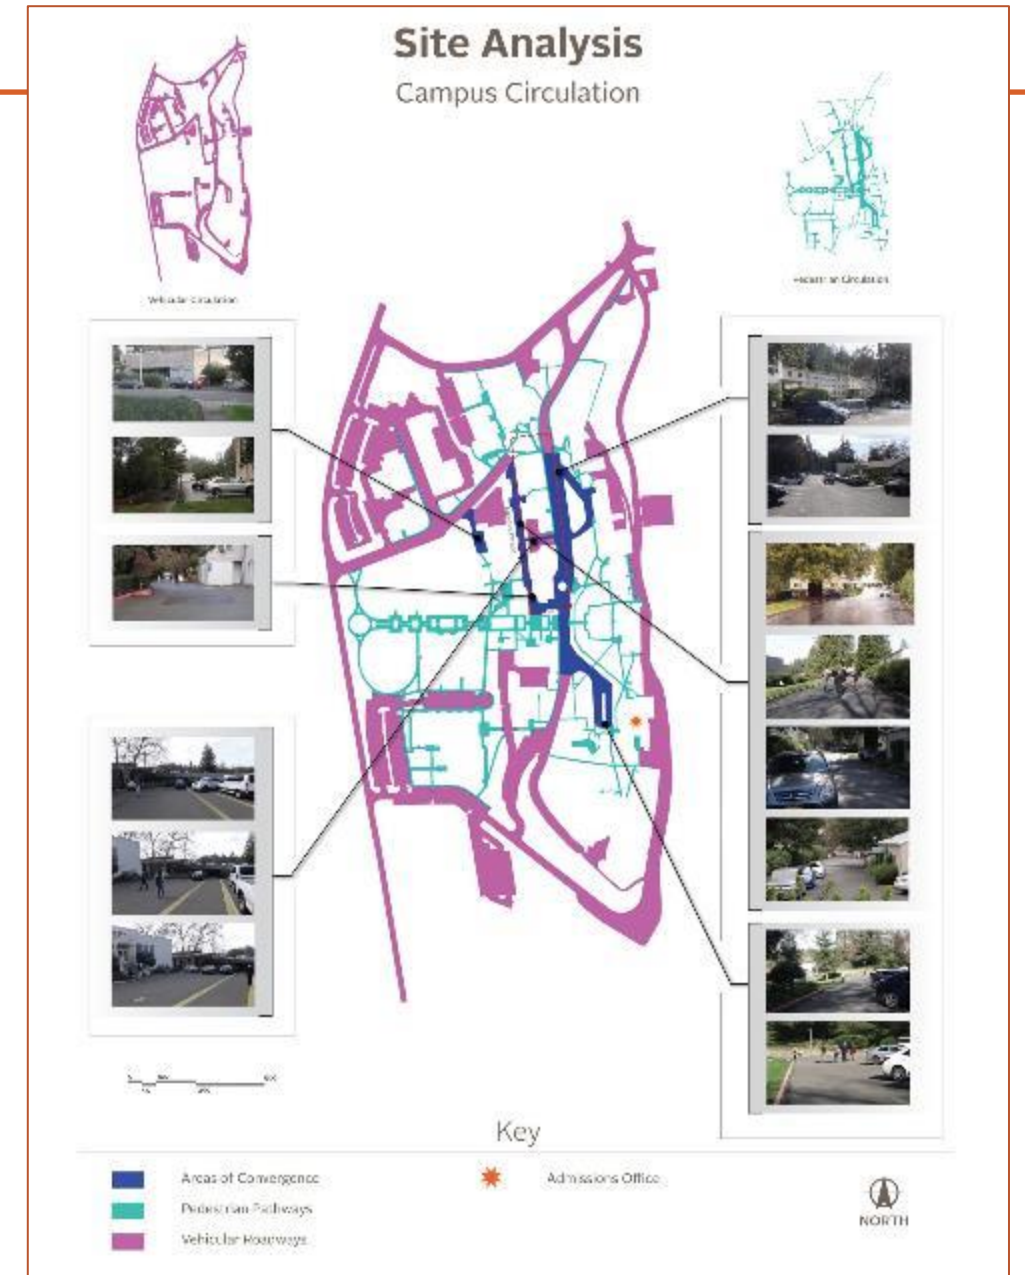 Site Analysis
Campus Circulation
Vehicular Circulation
Pedestrian Circulation
Key
Areas of Convergence
Admissions Office
Pedestrian Pathways
Vehicular Roadways
NORTH